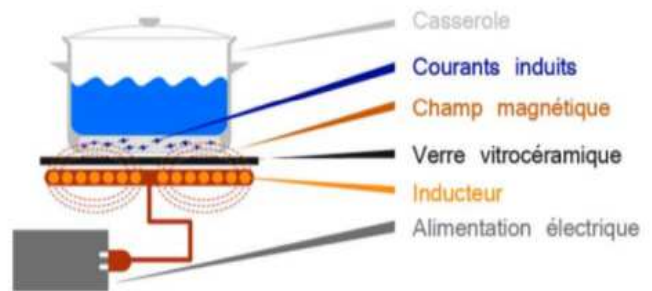 Casserole
Courants induits
Champ magnétique
Verre vitrocéramique
Inducteur
Alimentation électrique